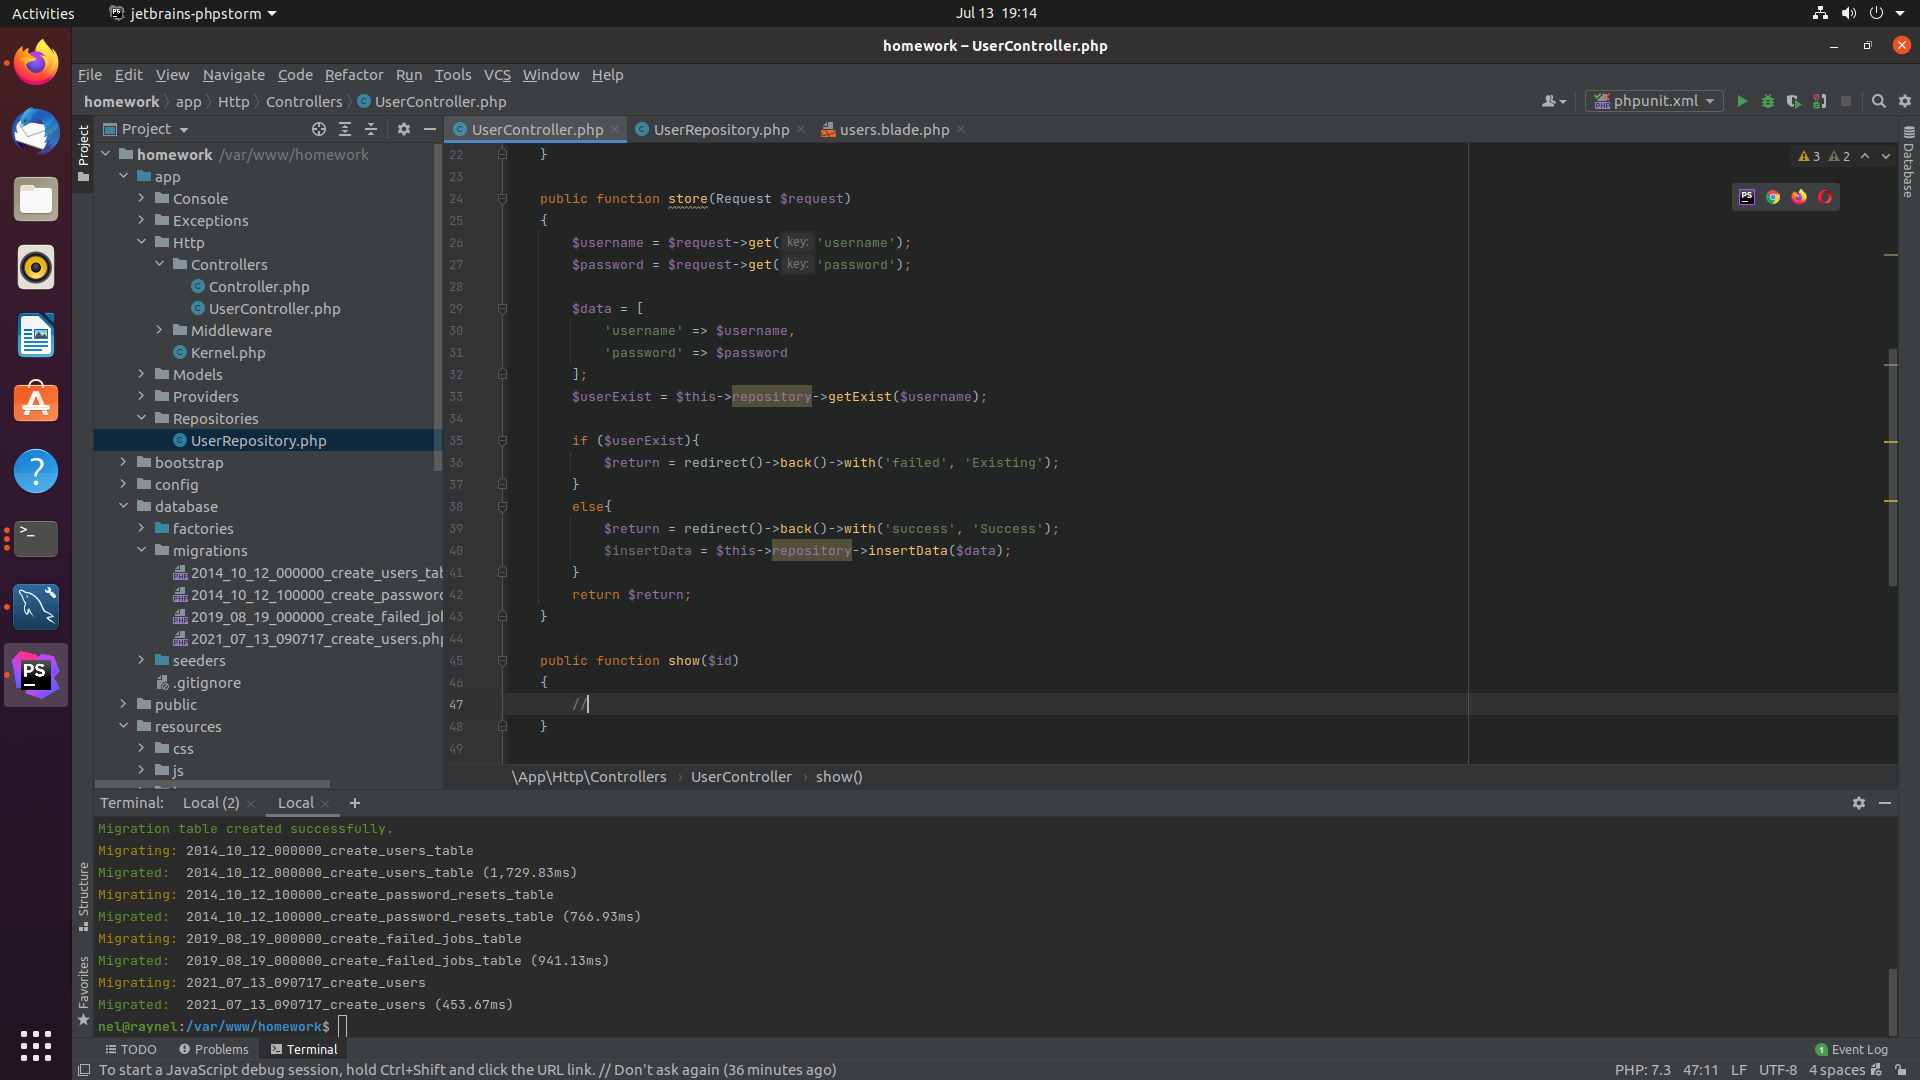 Activities
jetbrains-phpstorm
Jul 13 19:14
homework – UserController.php
File Edit View Navigate Code Refactor Run Tools VCS Window Help
homework app Http Controllers UserController.php
phpunit.xml
Project
Project
UserController.php
UserRepository.php
users.blade.php
Database
homework /var/www/homework
app
Console
Exceptions
Http
Controllers
Controller.php
UserController.php
Middleware
Kernel.php
Models
Providers
Repositories
UserRepository.php
bootstrap
config
database
factories
migrations
2014_10_12_000000_create_users_tab
2014_10_12_100000_create_password
2019_08_19_000000_create_failed_jo
2021_07_13_090717_create_users.php
seeders
.gitignore
public
resources
css
js
3 2
22 }
23
24 public function store(Request $request)
25 {
26 $username = $request->get( key: 'username');
27 $password = $request->get( key: 'password');
28
29 $data = [
30 'username' => $username,
31 'password' => $password
32 ];
33 $userExist = $this->repository->getExist($username);
34
35 if ($userExist){
36 $return = redirect()->back()->with('failed', 'Existing');
37 }
38 else{
39 $return = redirect()->back()->with('success', 'Success');
40 $insertData = $this->repository->insertData($data);
41 }
42 return $return;
43 }
44
45 public function show($id)
46 {
47 //
48 }
49
\App\Http\Controllers › UserController › show()
Terminal: Local (2) Local
Migration table created successfully.
Migrating: 2014_10_12_000000_create_users_table
Migrated: 2014_10_12_000000_create_users_table (1,729.83ms)
Migrating: 2014_10_12_100000_create_password_resets_table
Migrated: 2014_10_12_100000_create_password_resets_table (766.93ms)
Migrating: 2019_08_19_000000_create_failed_jobs_table
Migrated: 2019_08_19_000000_create_failed_jobs_table (941.13ms)
Migrating: 2021_07_13_090717_create_users
Migrated: 2021_07_13_090717_create_users (453.67ms)
nel@raynel:/var/www/homework$
Structure
Favorites
TODO Problems Terminal
1 Event Log
To start a JavaScript debug session, hold Ctrl+Shift and click the URL link. // Don't ask again (36 minutes ago)
PHP: 7.3 47:11 LF UTF-8 4 spaces